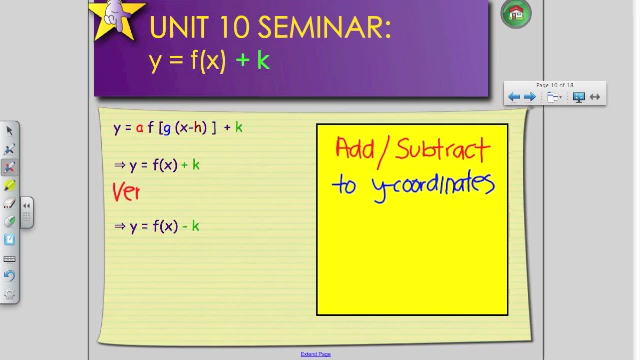 UNIT 10 SEMINAR:
y = f(x) + k
Page 10 of 18
y = a f [g (x-h) ] + k
⇒ y = f(x) + k
Ver
⇒ y = f(x) - k
Add/Subtract
to y-coordinates
Extend Page